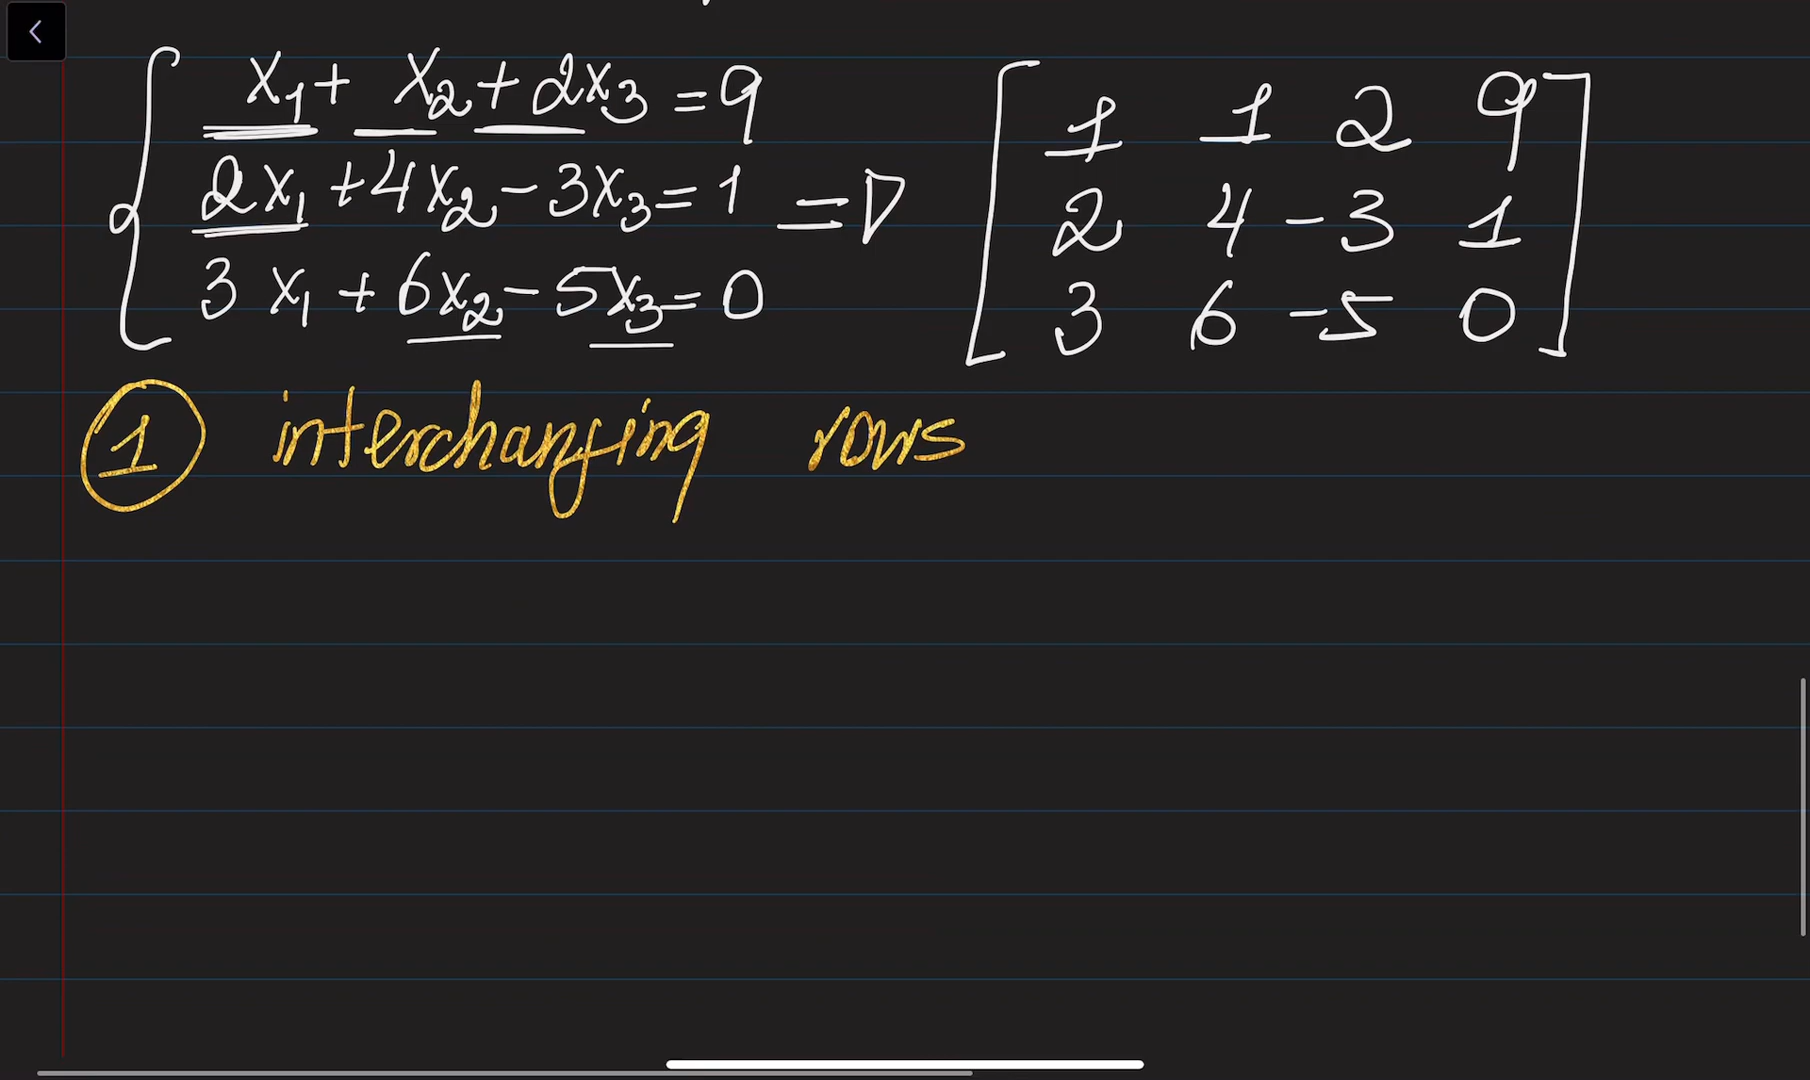 x₁ + x₂ + 2x₃ = 9
2x₁ + 4x₂ - 3x₃ = 1 ⇒
3x₁ + 6x₂ - 5x₃ = 0
1 1 2 9
2 4 -3 1
3 6 -5 0
1 interchanging rows